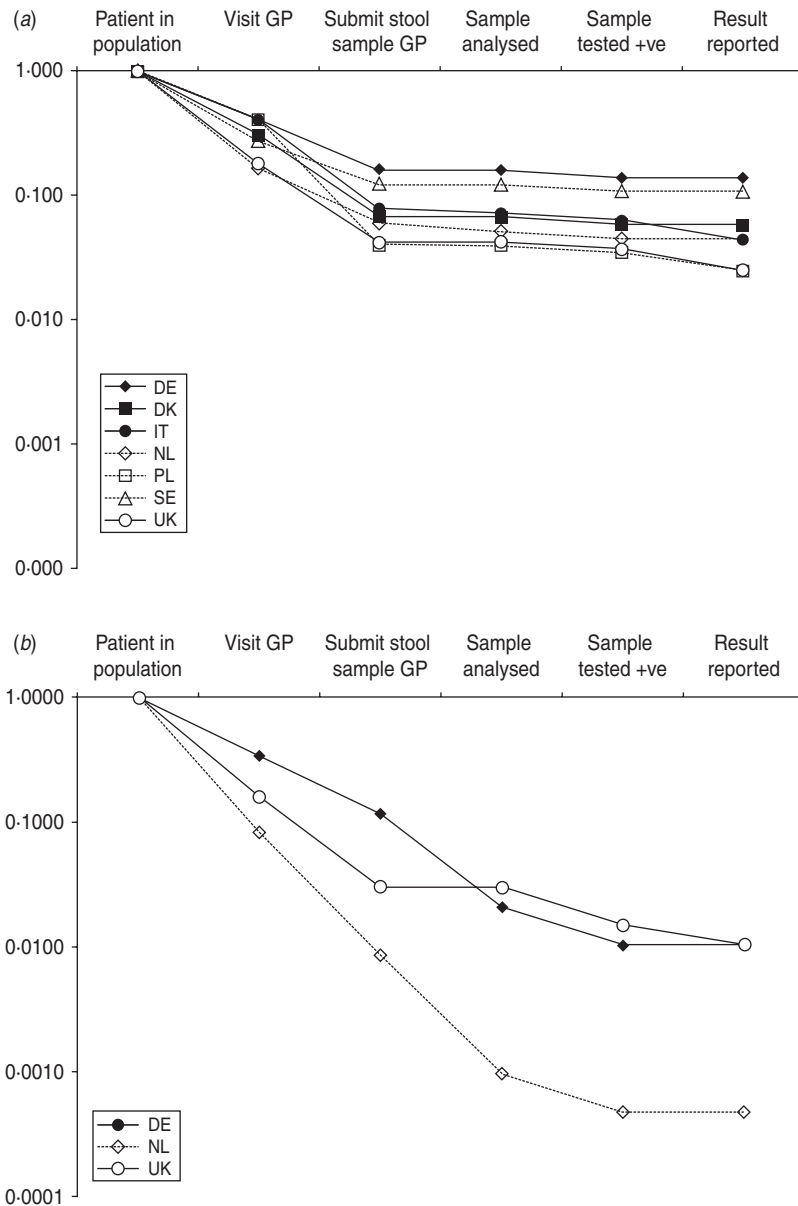 (a)
Patient in population
Visit GP
Submit stool sample GP
Sample analysed
Sample tested +ve
Result reported
1·000
0·100
0·010
0·001
0·000
DE
DK
IT
NL
PL
SE
UK
(b)
Patient in population
Visit GP
Submit stool sample GP
Sample analysed
Sample tested +ve
Result reported
1·0000
0·1000
0·0100
0·0010
0·0001
DE
NL
UK